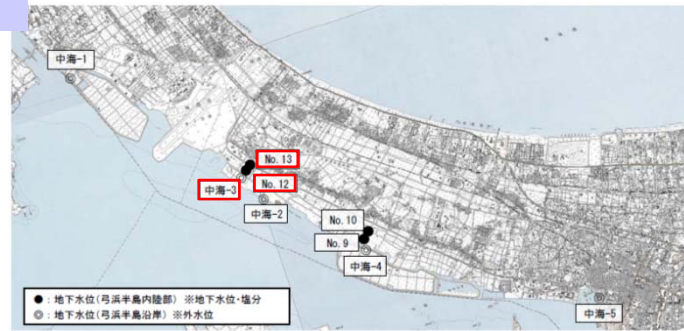 中海-1
No. 13
中海-3
No. 12
中海-2
No. 10
No. 9
中海-4
中海-5
●：地下水位(弓浜半島内陸部) ※地下水位・塩分
◎：地下水位(弓浜半島沿岸) ※外水位